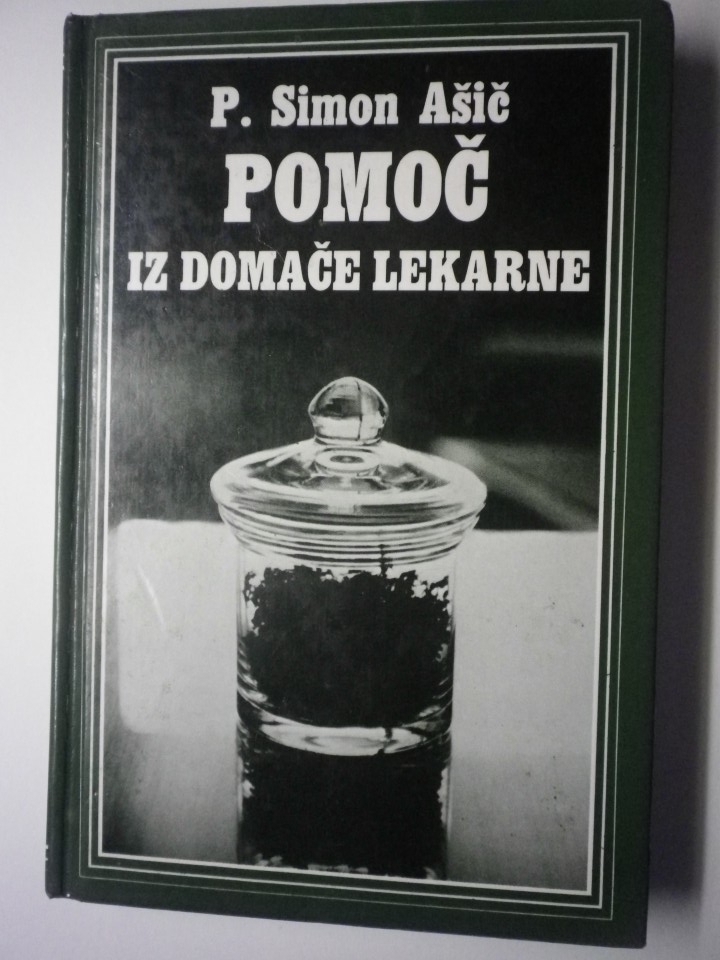 P. Simon Ašič
POMOČ
IZ DOMAČE LEKARNE